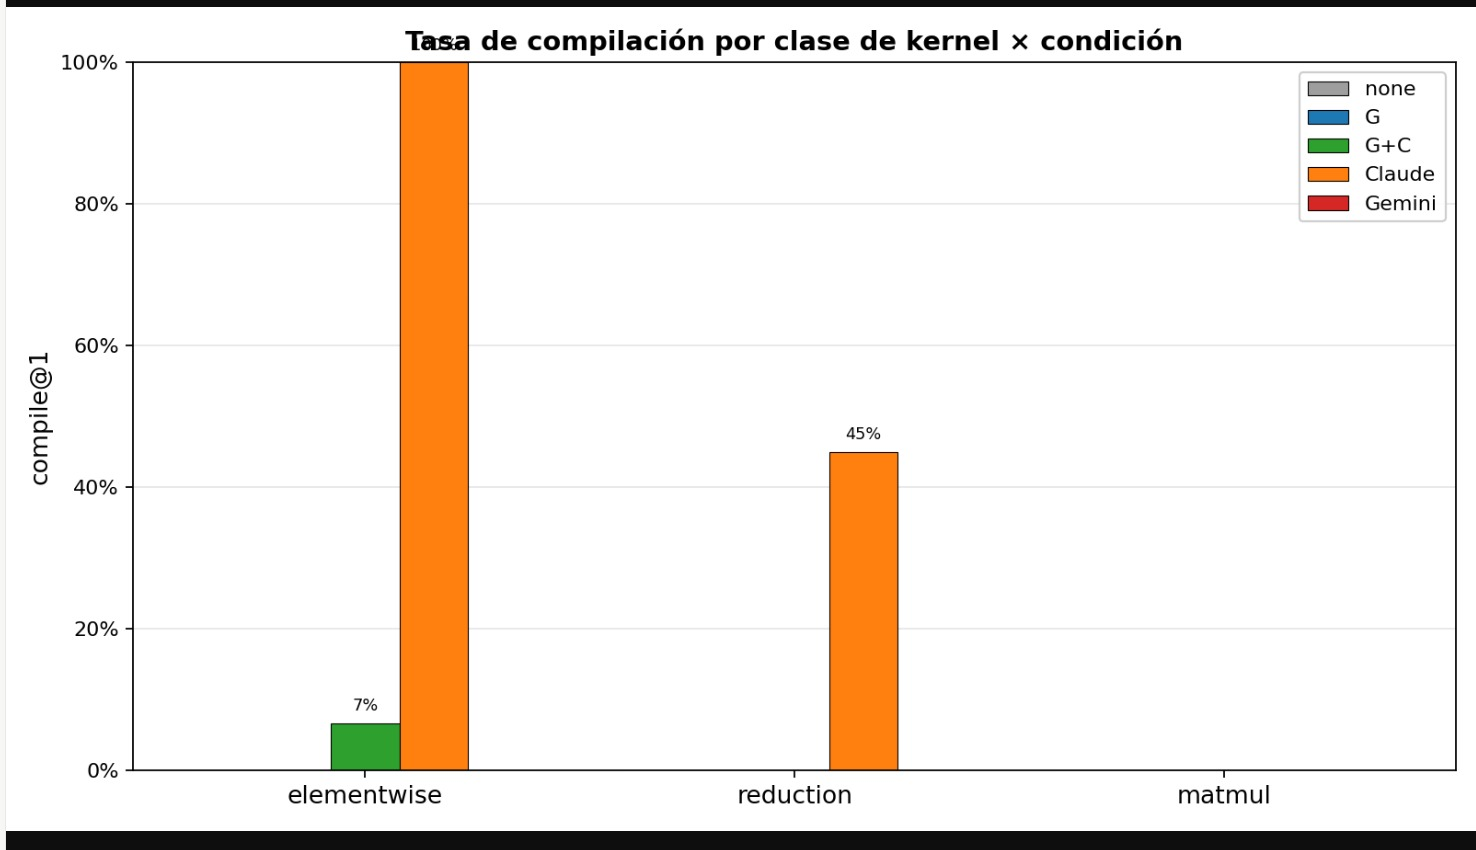 Tasa de compilación por clase de kernel × condición
100%
80%
60%
40%
20%
0%
compile@1
7%
45%
elementwise
reduction
matmul
none
G
G+C
Claude
Gemini